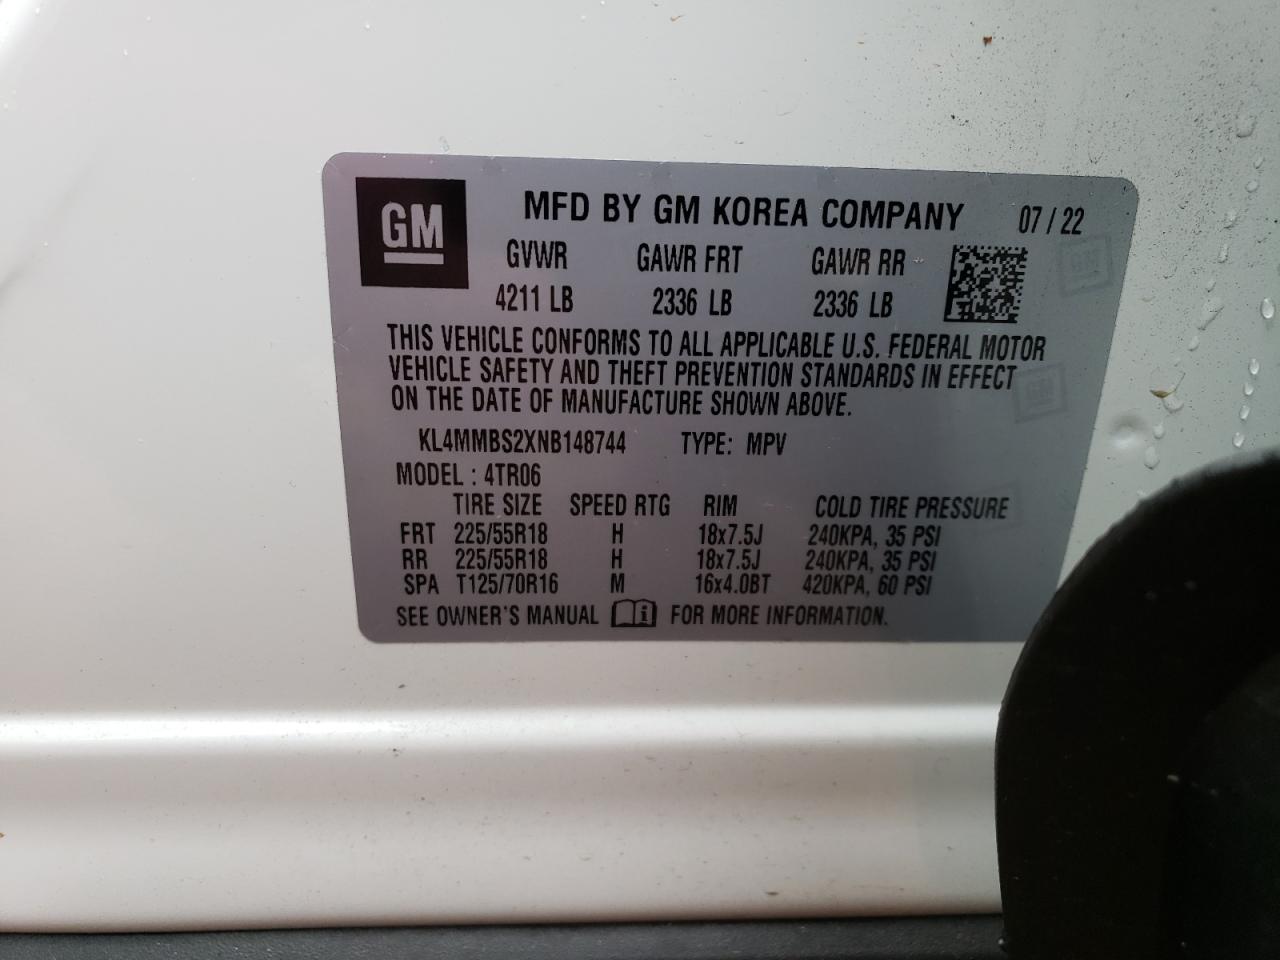 GM
MFD BY GM KOREA COMPANY 07 / 22
GVWR GAWR FRT GAWR RR
4211 LB 2336 LB 2336 LB
THIS VEHICLE CONFORMS TO ALL APPLICABLE U.S. FEDERAL MOTOR
VEHICLE SAFETY AND THEFT PREVENTION STANDARDS IN EFFECT
ON THE DATE OF MANUFACTURE SHOWN ABOVE.
KL4MMBS2XNB148744 TYPE: MPV
MODEL : 4TR06
TIRE SIZE SPEED RTG RIM COLD TIRE PRESSURE
FRT 225/55R18 H 18x7.5J 240KPA, 35 PSI
RR 225/55R18 H 18x7.5J 240KPA, 35 PSI
SPA T125/70R16 M 16x4.0BT 420KPA, 60 PSI
SEE OWNER'S MANUAL FOR MORE INFORMATION.